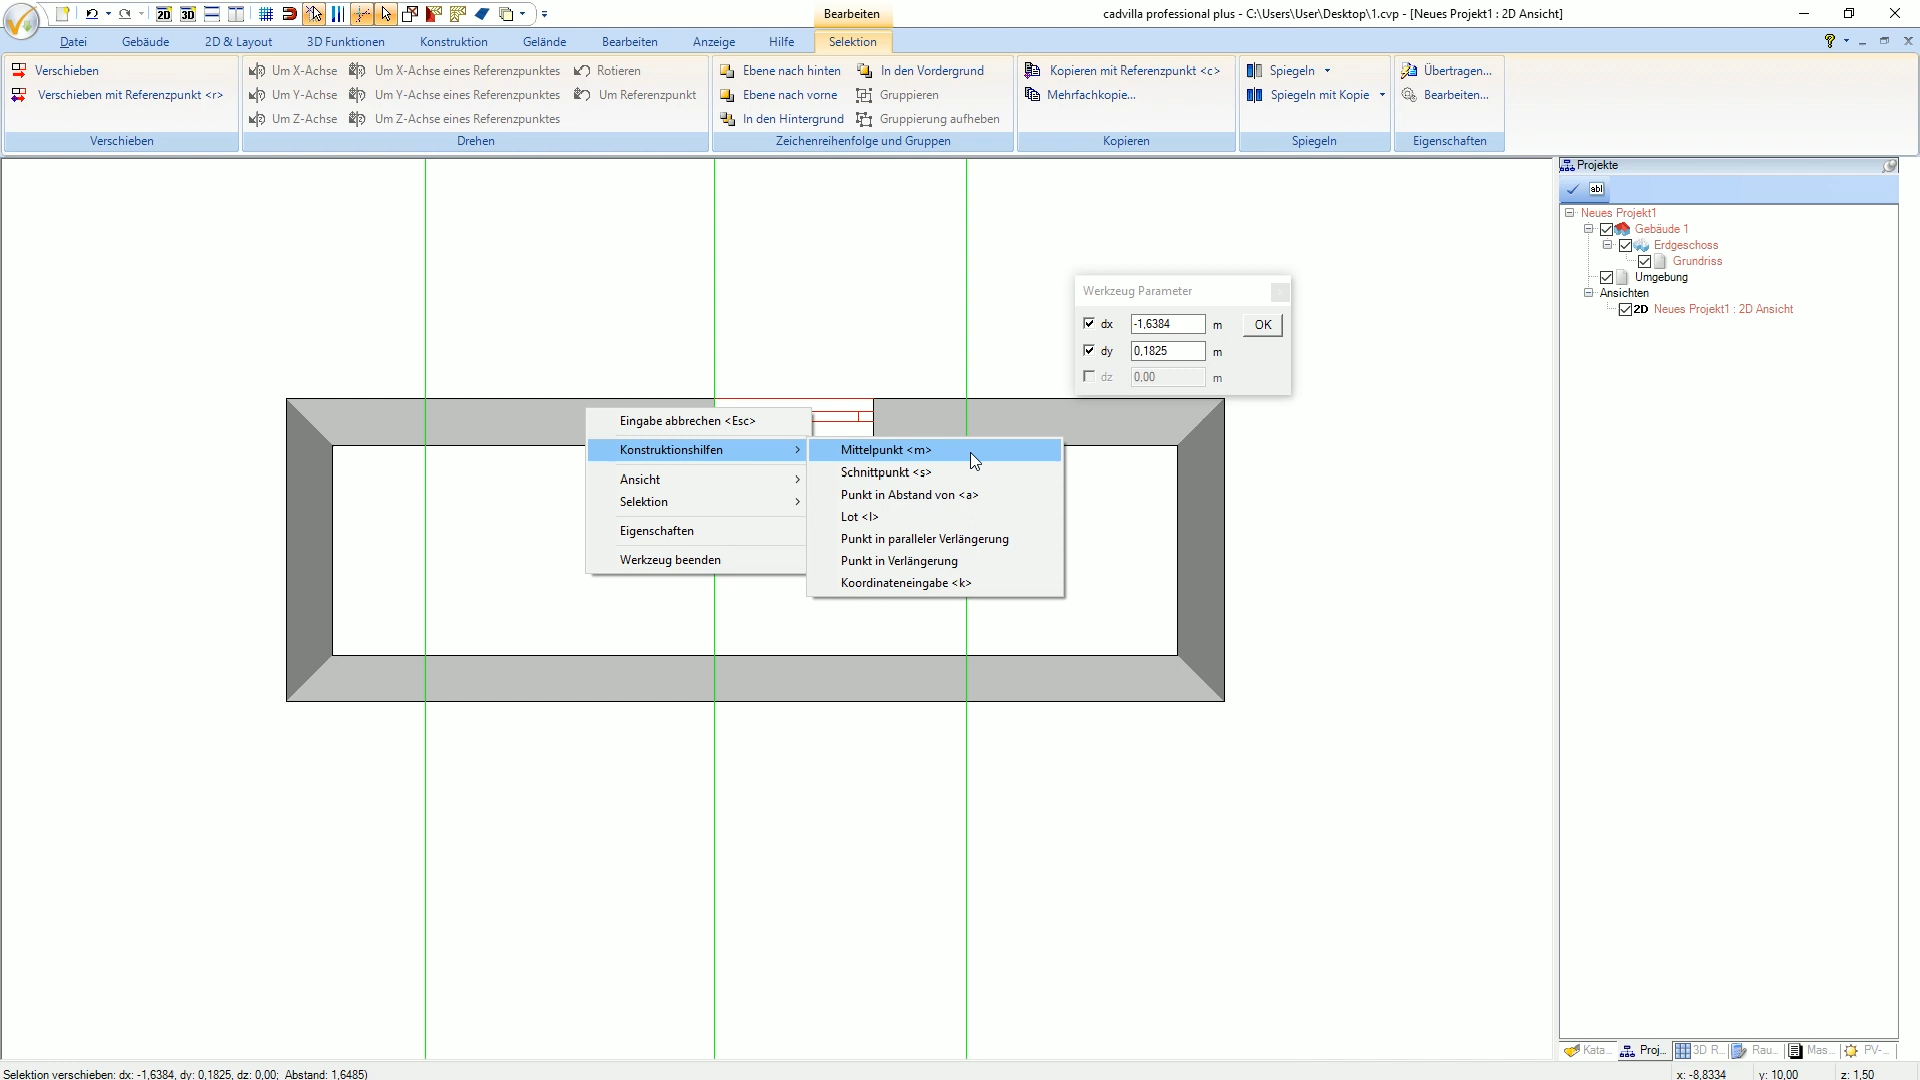 Bearbeiten
cadvilla professional plus - C:\Users\User\Desktop\1.cvp - [Neues Projekt1 : 2D Ansicht]
Datei Gebäude 2D & Layout 3D Funktionen Konstruktion Gelände Bearbeiten Anzeige Hilfe Selektion
Verschieben Um X-Achse Um X-Achse eines Referenzpunktes Rotieren Ebene nach hinten In den Vordergrund Kopieren mit Referenzpunkt <c> Spiegeln Übertragen...
Verschieben mit Referenzpunkt <r> Um Y-Achse Um Y-Achse eines Referenzpunktes Um Referenzpunkt Ebene nach vorne Gruppieren Mehrfachkopie... Spiegeln mit Kopie Bearbeiten...
Um Z-Achse Um Z-Achse eines Referenzpunktes In den Hintergrund Gruppierung aufheben
Verschieben Drehen Zeichenreihenfolge und Gruppen Kopieren Spiegeln Eigenschaften
Projekte
abl
Neues Projekt1
Gebäude 1
Erdgeschoss
Grundriss
Umgebung
Ansichten
2D Neues Projekt1 : 2D Ansicht
Werkzeug Parameter
dx -1,6384 m OK
dy 0,1825 m
dz 0,00 m
Eingabe abbrechen <Esc>
Konstruktionshilfen
Ansicht
Selektion
Eigenschaften
Werkzeug beenden
Mittelpunkt <m>
Schnittpunkt <s>
Punkt in Abstand von <a>
Lot <l>
Punkt in paralleler Verlängerung
Punkt in Verlängerung
Koordinateneingabe <k>
Kata... Proj... 3D R... Rau... Mas... PV-...
Selektion verschieben: dx: -1,6384, dy: 0,1825, dz: 0,00; Abstand: 1,6485) x: -8,8334 y: 10,00 z: 1,50